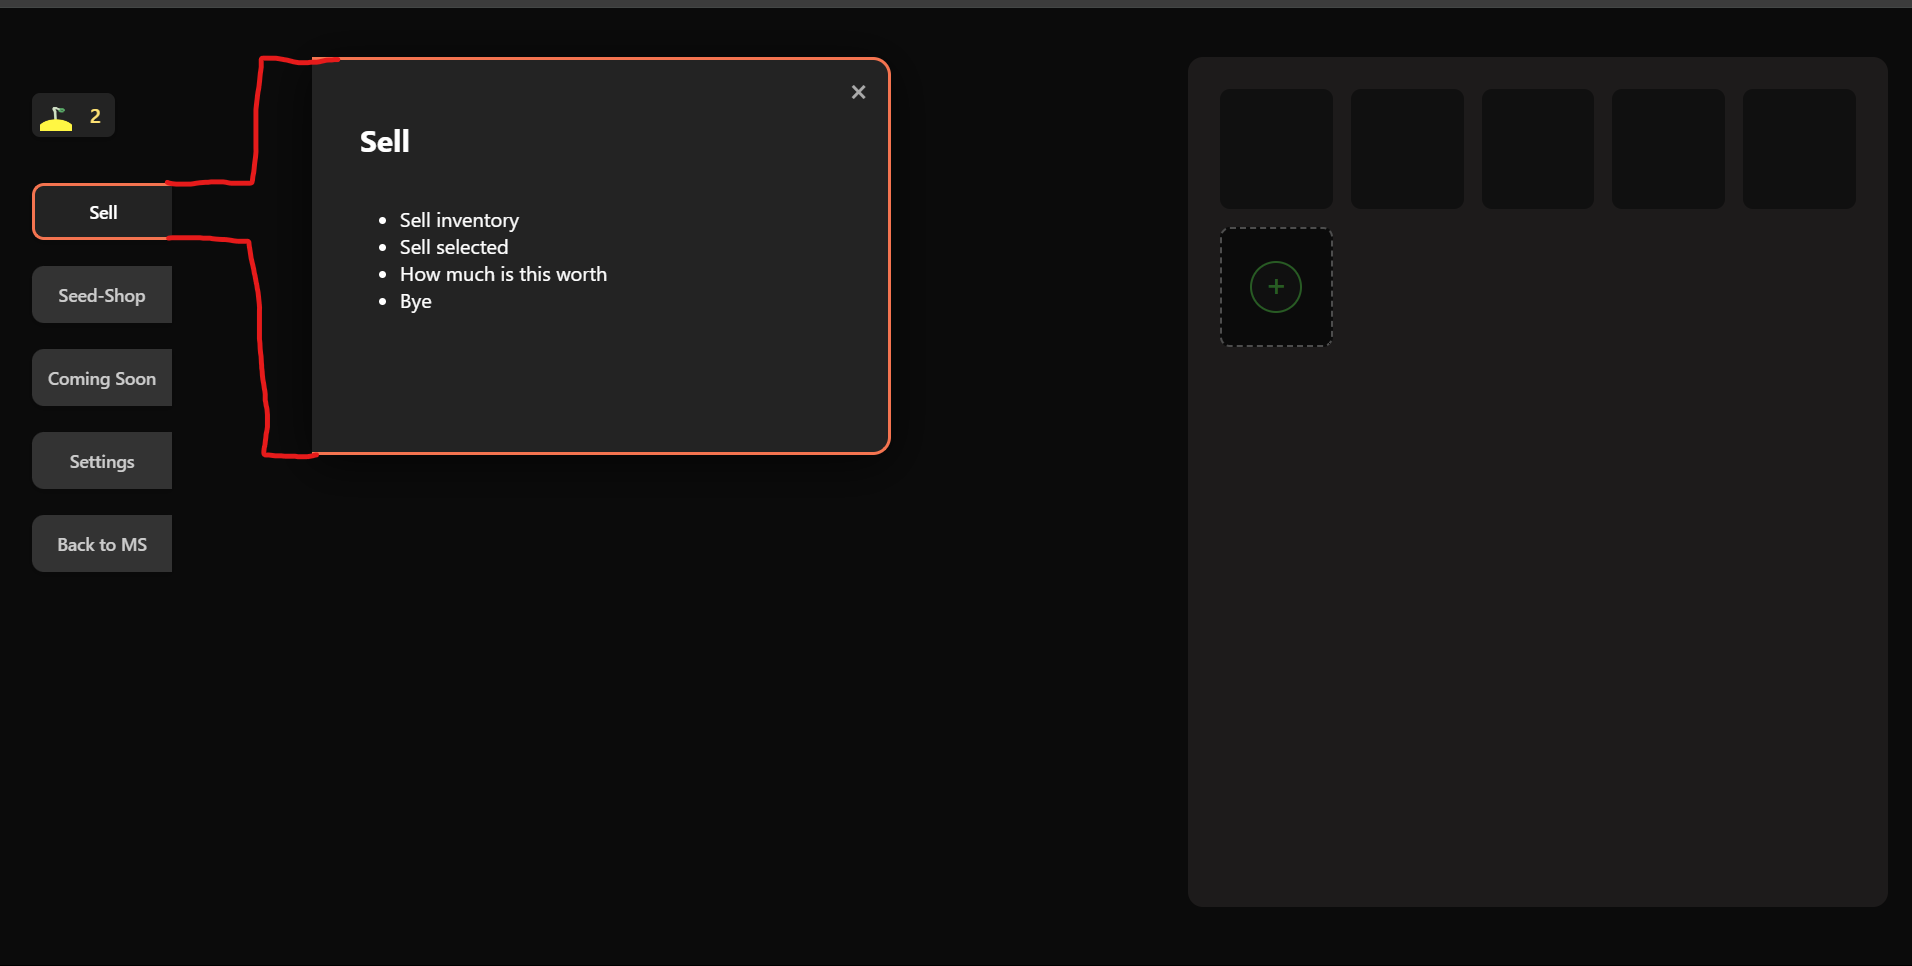 2
Sell
Seed-Shop
Coming Soon
Settings
Back to MS
×
Sell
Sell inventory
Sell selected
How much is this worth
Bye
+